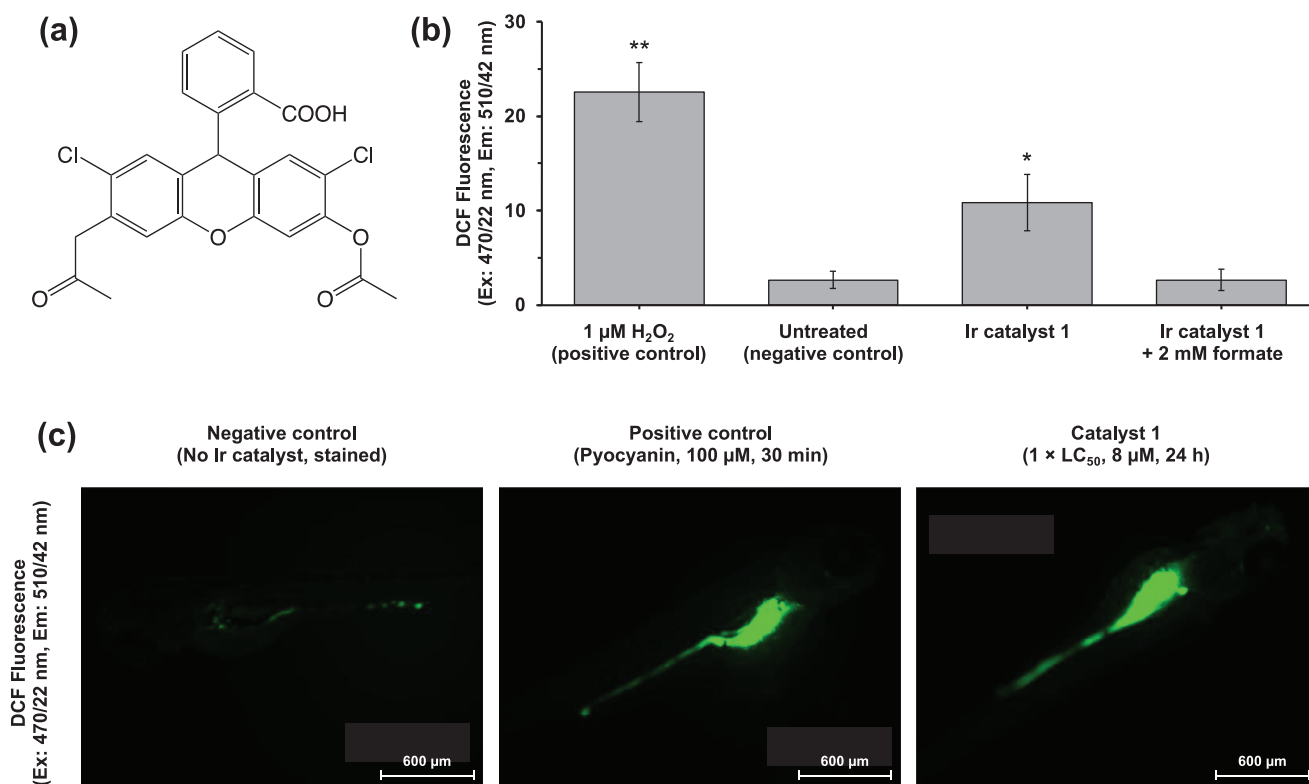 (a)
COOH
Cl
Cl
O
O
O
O
(b)
DCF Fluorescence
(Ex: 470/22 nm, Em: 510/42 nm)
30
20
10
0
**
*
1 µM H₂O₂
(positive control)
Untreated
(negative control)
Ir catalyst 1
Ir catalyst 1
+ 2 mM formate
(c)
Negative control
(No Ir catalyst, stained)
Positive control
(Pyocyanin, 100 µM, 30 min)
Catalyst 1
(1 × LC₅₀, 8 µM, 24 h)
DCF Fluorescence
(Ex: 470/22 nm, Em: 510/42 nm)
600 µm
600 µm
600 µm